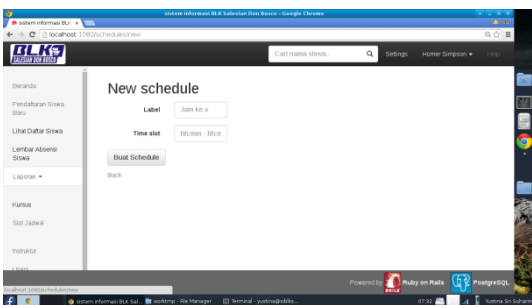 sistem informasi BLK Salesian Don Bosco - Google Chrome
sistem informasi BLK
localhost:1080/schedules/new
BLKS
SALESIAN DON BOSCO
Cari nama siswa..
Settings
Homer Simpson
Help
Beranda
Pendaftaran Siswa
Baru
Lihat Daftar Siswa
Lembar Absensi
Siswa
Laporan
Kursus
Slot Jadwal
Instruktur
New schedule
Label
Jam ke-x
Time slot
hh:mm - hh:m
Buat Schedule
Back
Powered by
Ruby on Rails
PostgreSQL
localhost:1080/schedules/new
sistem informasi BLK Sal...
worktmp - File Manager
Terminal -
07:32